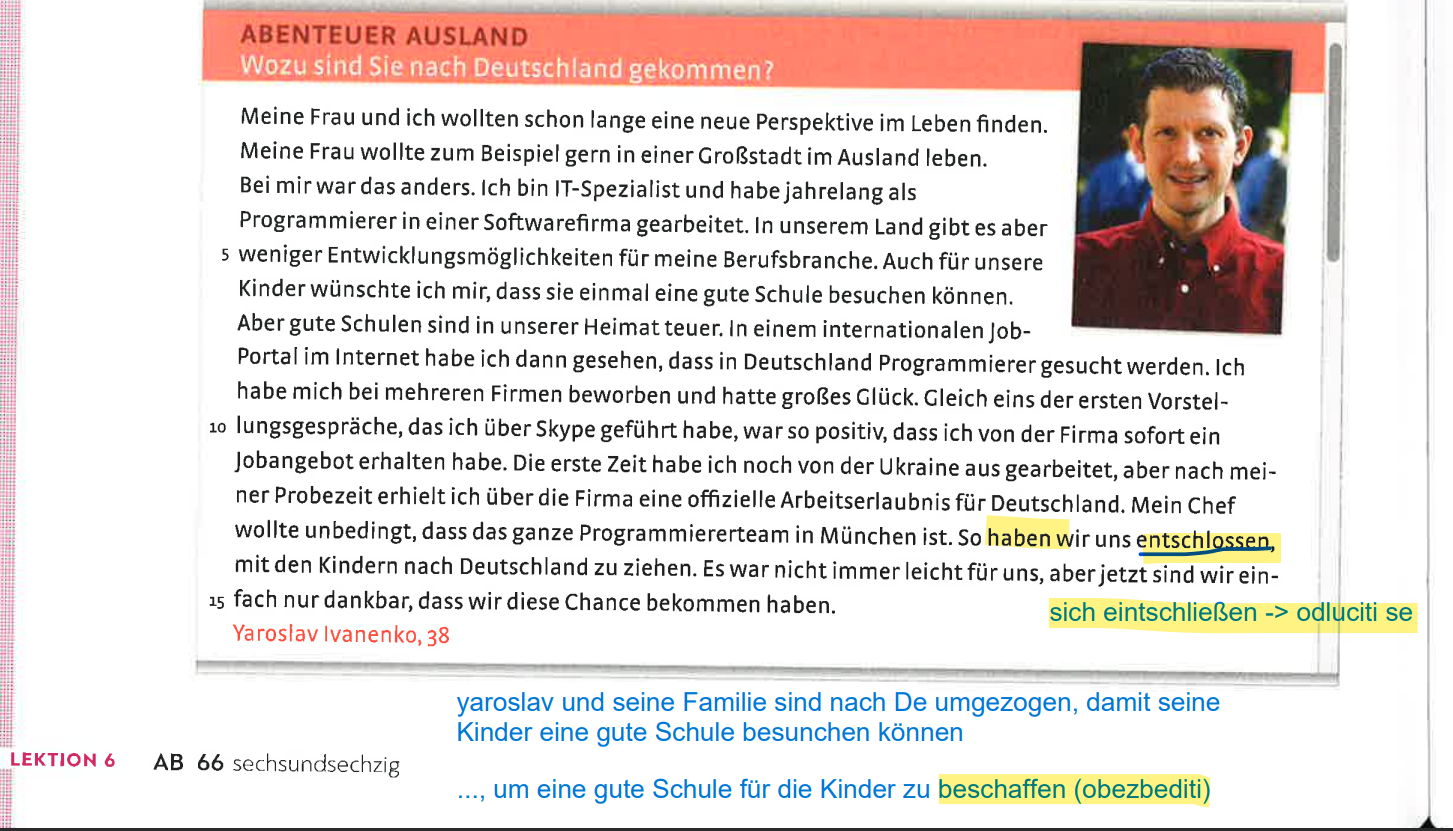 ABENTEUER AUSLAND
Wozu sind Sie nach Deutschland gekommen?
Meine Frau und ich wollten schon lange eine neue Perspektive im Leben finden.
Meine Frau wollte zum Beispiel gern in einer Großstadt im Ausland leben.
Bei mir war das anders. Ich bin IT-Spezialist und habe jahrelang als
Programmierer in einer Softwarefirma gearbeitet. In unserem Land gibt es aber
5 weniger Entwicklungsmöglichkeiten für meine Berufsbranche. Auch für unsere
Kinder wünschte ich mir, dass sie einmal eine gute Schule besuchen können.
Aber gute Schulen sind in unserer Heimat teuer. In einem internationalen Job-
Portal im Internet habe ich dann gesehen, dass in Deutschland Programmierer gesucht werden. Ich
habe mich bei mehreren Firmen beworben und hatte großes Glück. Gleich eins der ersten Vorstel-
10 lungsgespräche, das ich über Skype geführt habe, war so positiv, dass ich von der Firma sofort ein
Jobangebot erhalten habe. Die erste Zeit habe ich noch von der Ukraine aus gearbeitet, aber nach mei-
ner Probezeit erhielt ich über die Firma eine offizielle Arbeitserlaubnis für Deutschland. Mein Chef
wollte unbedingt, dass das ganze Programmiererteam in München ist. So haben wir uns entschlossen,
mit den Kindern nach Deutschland zu ziehen. Es war nicht immer leicht für uns, aber jetzt sind wir ein-
15 fach nur dankbar, dass wir diese Chance bekommen haben.
sich eintschließen -> odluciti se
Yaroslav Ivanenko, 38
yaroslav und seine Familie sind nach De umgezogen, damit seine
Kinder eine gute Schule besunchen können
LEKTION 6 AB 66 sechsundsechzig
..., um eine gute Schule für die Kinder zu beschaffen (obezbediti)